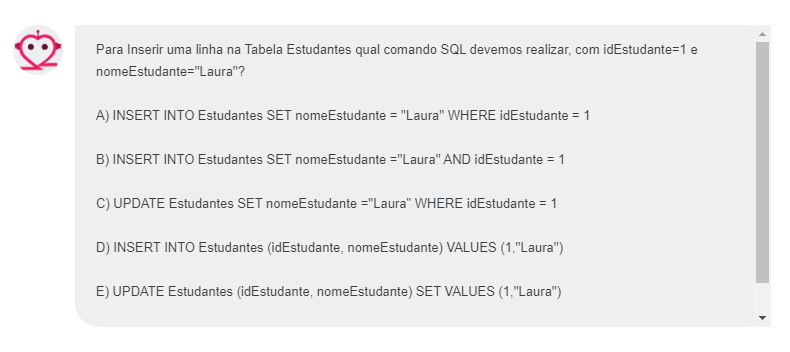 Para Inserir uma linha na Tabela Estudantes qual comando SQL devemos realizar, com idEstudante=1 e
nomeEstudante="Laura"?
A) INSERT INTO Estudantes SET nomeEstudante = "Laura" WHERE idEstudante = 1
B) INSERT INTO Estudantes SET nomeEstudante ="Laura" AND idEstudante = 1
C) UPDATE Estudantes SET nomeEstudante ="Laura" WHERE idEstudante = 1
D) INSERT INTO Estudantes (idEstudante, nomeEstudante) VALUES (1,"Laura")
E) UPDATE Estudantes (idEstudante, nomeEstudante) SET VALUES (1,"Laura")